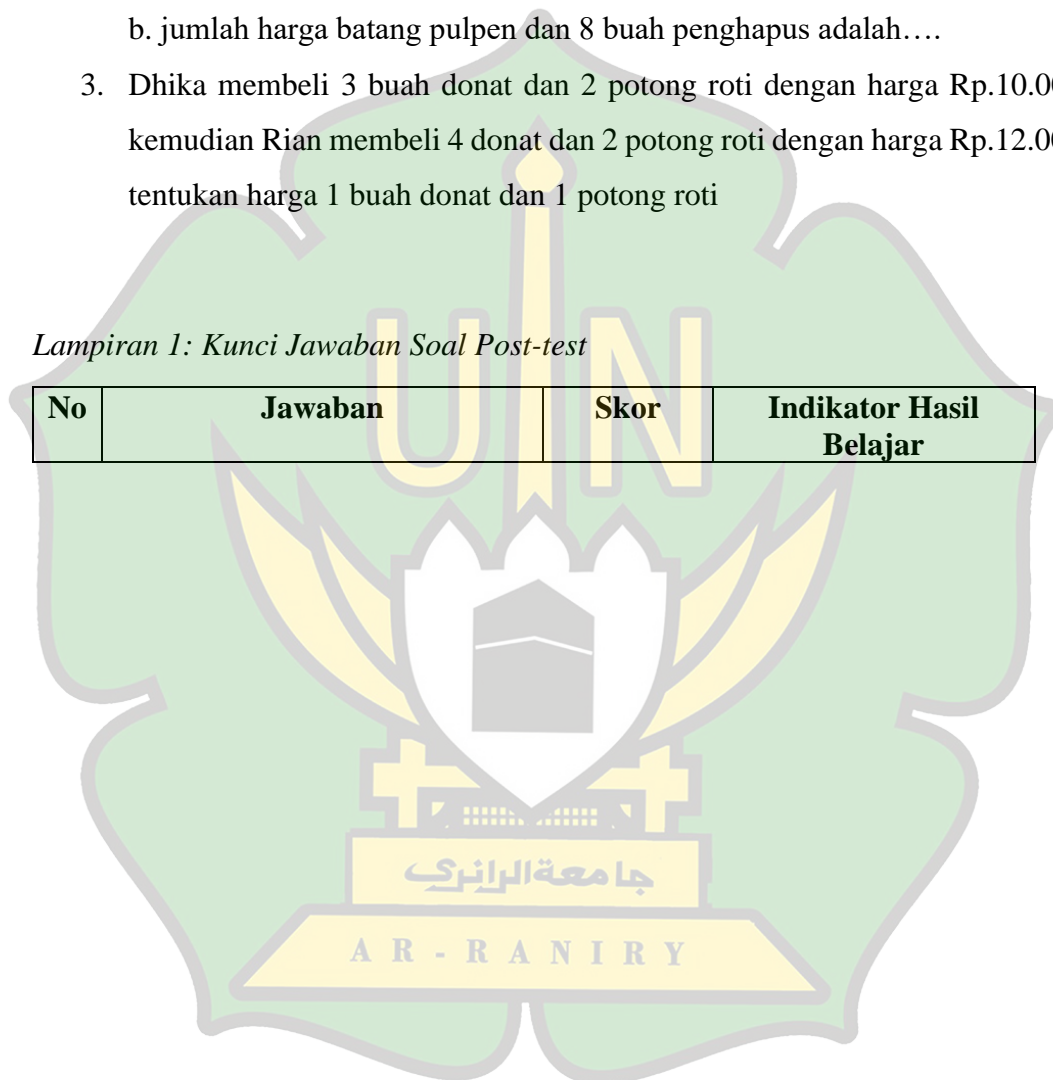 b. jumlah harga batang pulpen dan 8 buah penghapus adalah….
3. Dhika membeli 3 buah donat dan 2 potong roti dengan harga Rp.10.00
kemudian Rian membeli 4 donat dan 2 potong roti dengan harga Rp.12.00
tentukan harga 1 buah donat dan 1 potong roti
Lampiran 1: Kunci Jawaban Soal Post-test
No Jawaban Skor Indikator Hasil
Belajar
UIN
جامعة الرانري
AR-RANIRY